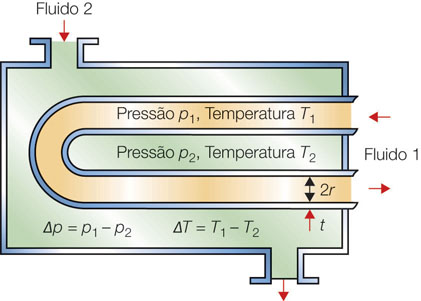 Fluido 2
Pressão p₁, Temperatura T₁
Pressão p₂, Temperatura T₂
Fluido 1
2r
Δp = p₁ – p₂
ΔT = T₁ – T₂
t